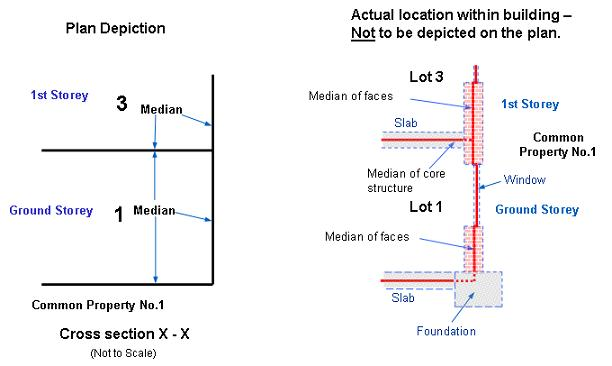 Plan Depiction
1st Storey
3
Median
Ground Storey
1
Median
Common Property No.1
Cross section X - X
(Not to Scale)
Actual location within building –
Not to be depicted on the plan.
Lot 3
Median of faces
1st Storey
Slab
Common
Property No.1
Median of core
structure
Window
Lot 1
Ground Storey
Median of faces
Slab
Foundation